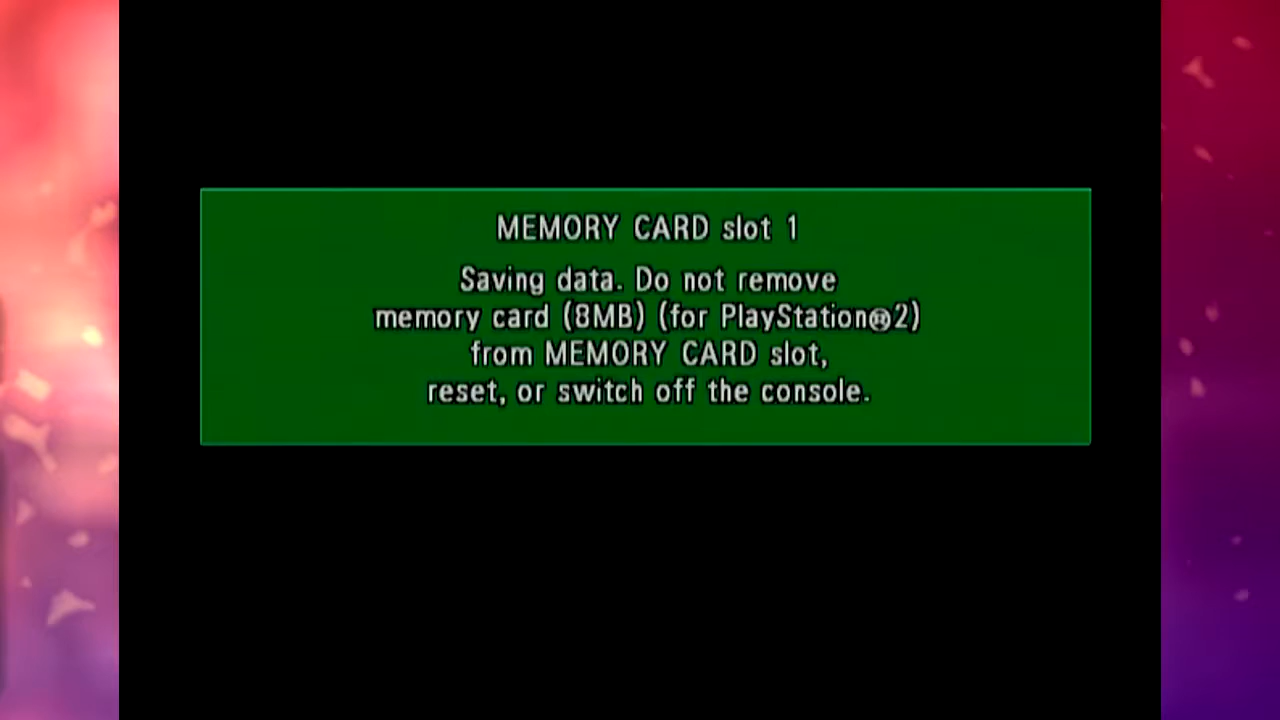 MEMORY CARD slot 1
Saving data. Do not remove
memory card (8MB) (for PlayStation®2)
from MEMORY CARD slot,
reset, or switch off the console.